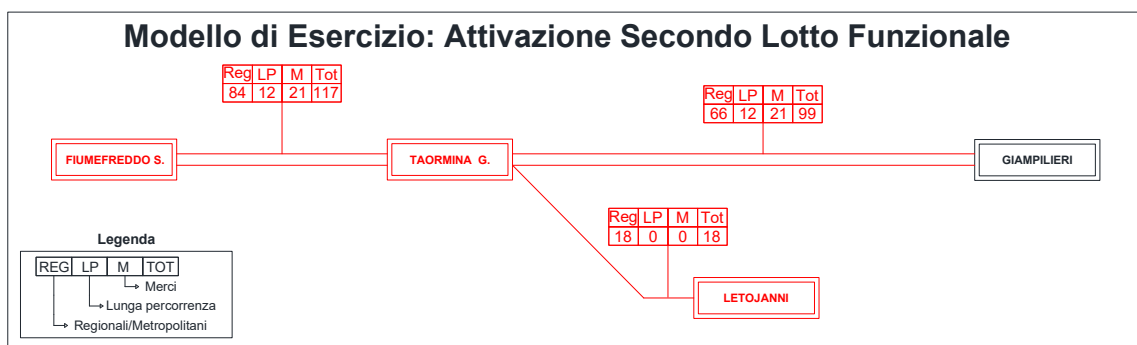 Modello di Esercizio: Attivazione Secondo Lotto Funzionale
Reg LP M Tot
84 12 21 117
Reg LP M Tot
66 12 21 99
FIUMEFREDDO S.
TAORMINA G.
GIAMPILIERI
Reg LP M Tot
18 0 0 18
LETOJANNI
Legenda
REG LP M TOT
Merci
Lunga percorrenza
Regionali/Metropolitani